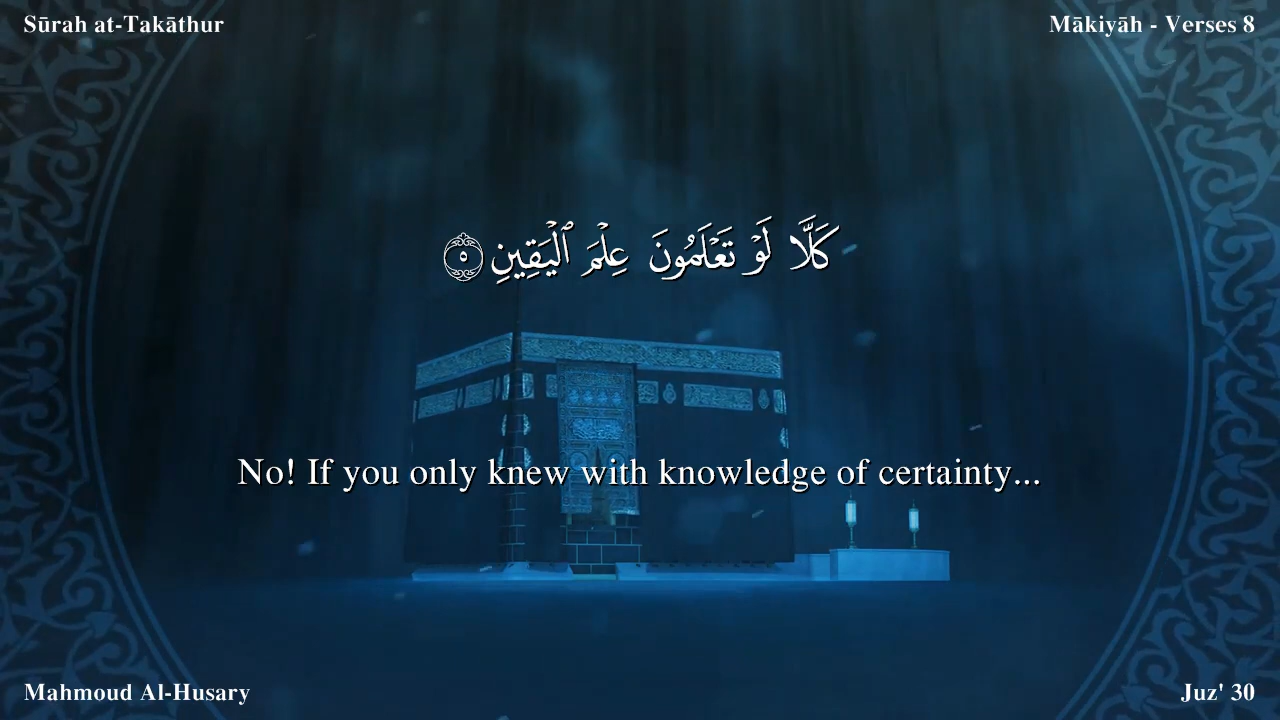 Sūrah at-Takāthur
Mākiyāh - Verses 8
كَلَّا لَوْ تَعْلَمُونَ عِلْمَ ٱلْيَقِينِ ٥
No! If you only knew with knowledge of certainty...
Mahmoud Al-Husary
Juz' 30